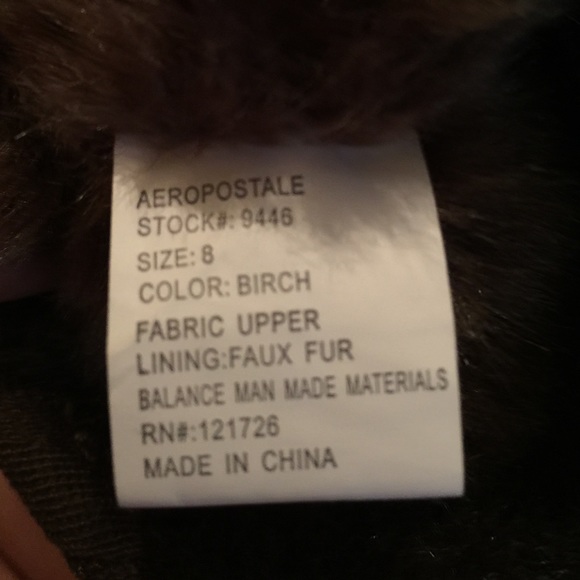 AEROPOSTALE
STOCK#: 9446
SIZE: 8
COLOR: BIRCH
FABRIC UPPER
LINING:FAUX FUR
BALANCE MAN MADE MATERIALS
RN#:121726
MADE IN CHINA